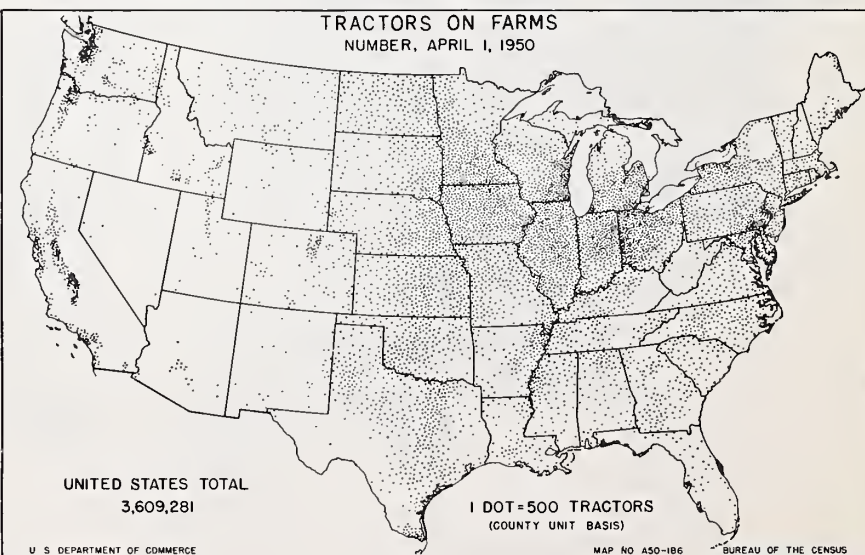 TRACTORS ON FARMS
NUMBER, APRIL 1, 1950
UNITED STATES TOTAL
3,609,281
1 DOT=500 TRACTORS
(COUNTY UNIT BASIS)
U S DEPARTMENT OF COMMERCE
MAP NO A50-186
BUREAU OF THE CENSUS